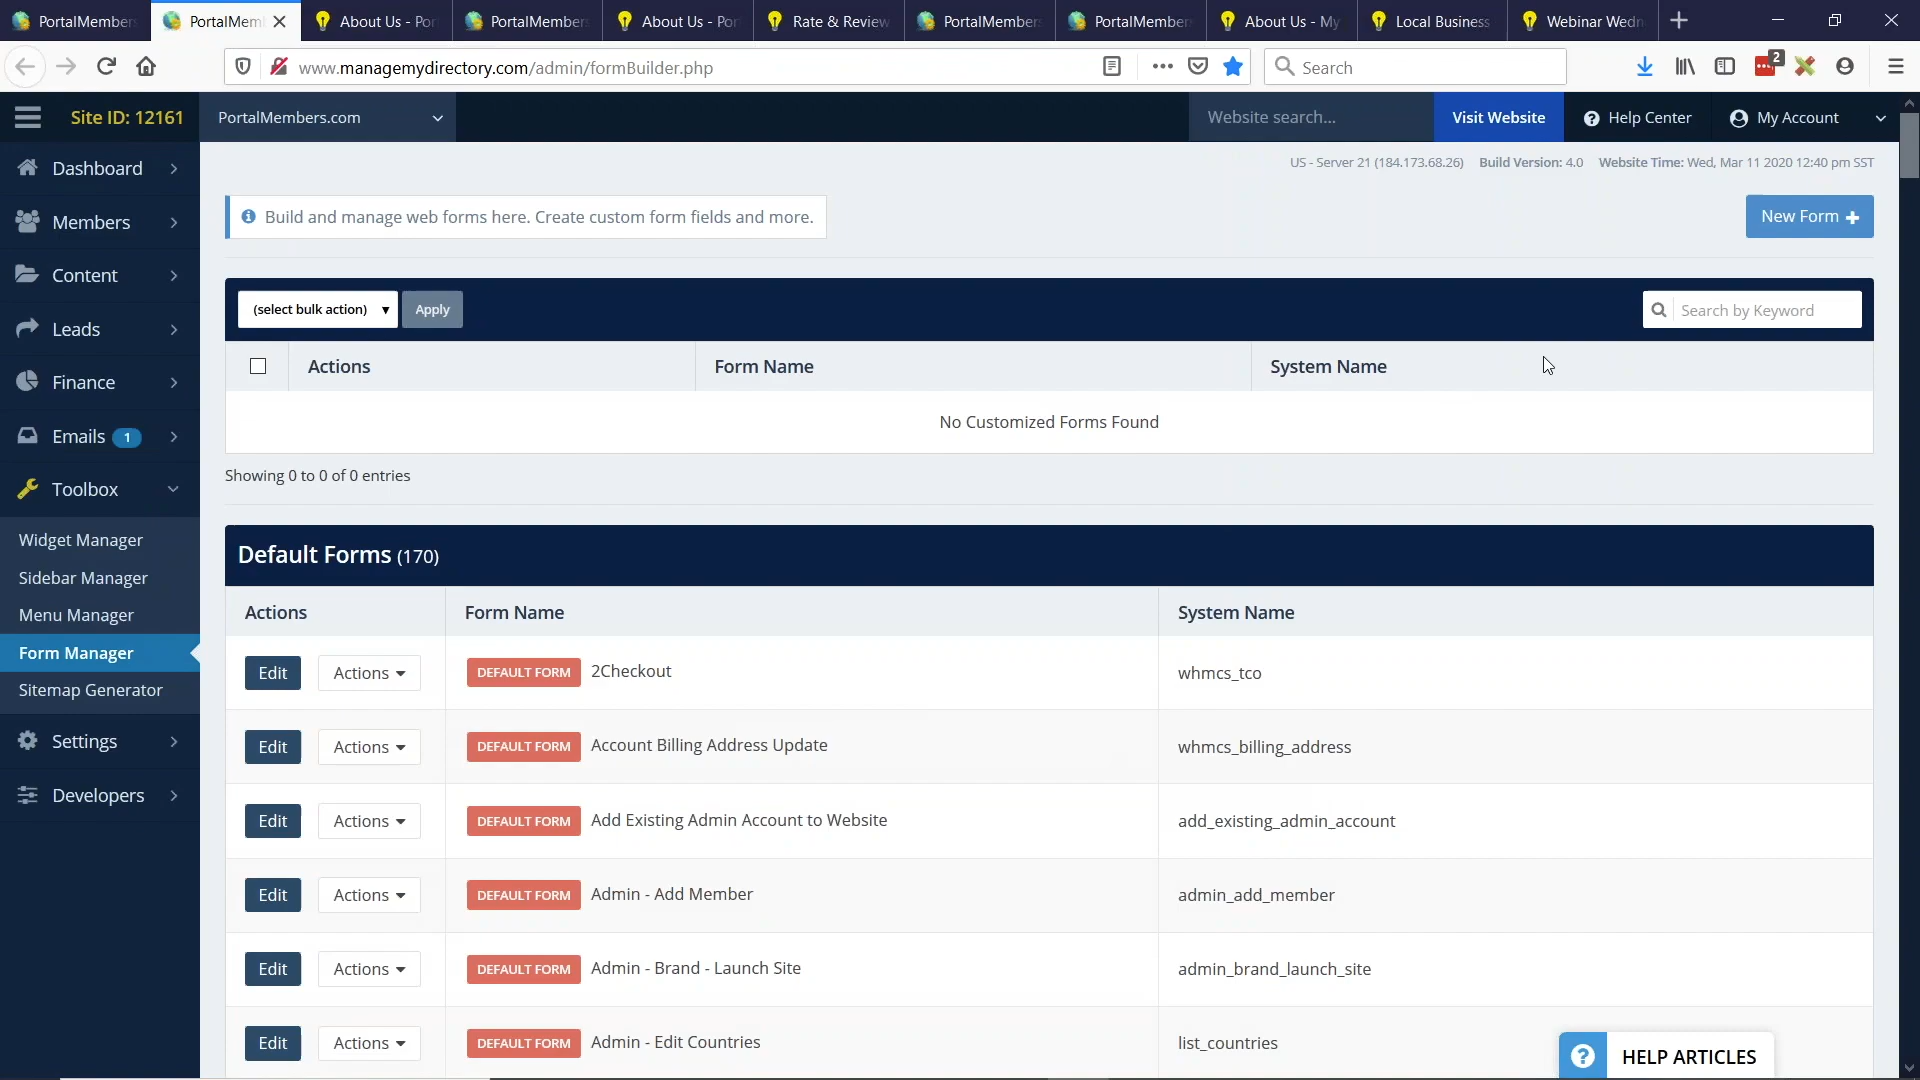 PortalMembers
PortalMem
About Us - Por
PortalMembers
About Us - Por
Rate & Review
PortalMembers
PortalMembers
About Us - My
Local Business
Webinar Wedn
www.managemydirectory.com/admin/formBuilder.php
Search
2
Site ID: 12161
PortalMembers.com
Website search...
Visit Website
Help Center
My Account
US - Server 21 (184.173.68.26) Build Version: 4.0 Website Time: Wed, Mar 11 2020 12:40 pm SST
Dashboard
Members
Content
Leads
Finance
Emails 1
Toolbox
Widget Manager
Sidebar Manager
Menu Manager
Form Manager
Sitemap Generator
Settings
Developers
Build and manage web forms here. Create custom form fields and more.
New Form +
(select bulk action)
Apply
Search by Keyword
Actions
Form Name
System Name
No Customized Forms Found
Showing 0 to 0 of 0 entries
Default Forms (170)
Actions
Form Name
System Name
Edit Actions DEFAULT FORM 2Checkout whmcs_tco
Edit Actions DEFAULT FORM Account Billing Address Update whmcs_billing_address
Edit Actions DEFAULT FORM Add Existing Admin Account to Website add_existing_admin_account
Edit Actions DEFAULT FORM Admin - Add Member admin_add_member
Edit Actions DEFAULT FORM Admin - Brand - Launch Site admin_brand_launch_site
Edit Actions DEFAULT FORM Admin - Edit Countries list_countries
? HELP ARTICLES